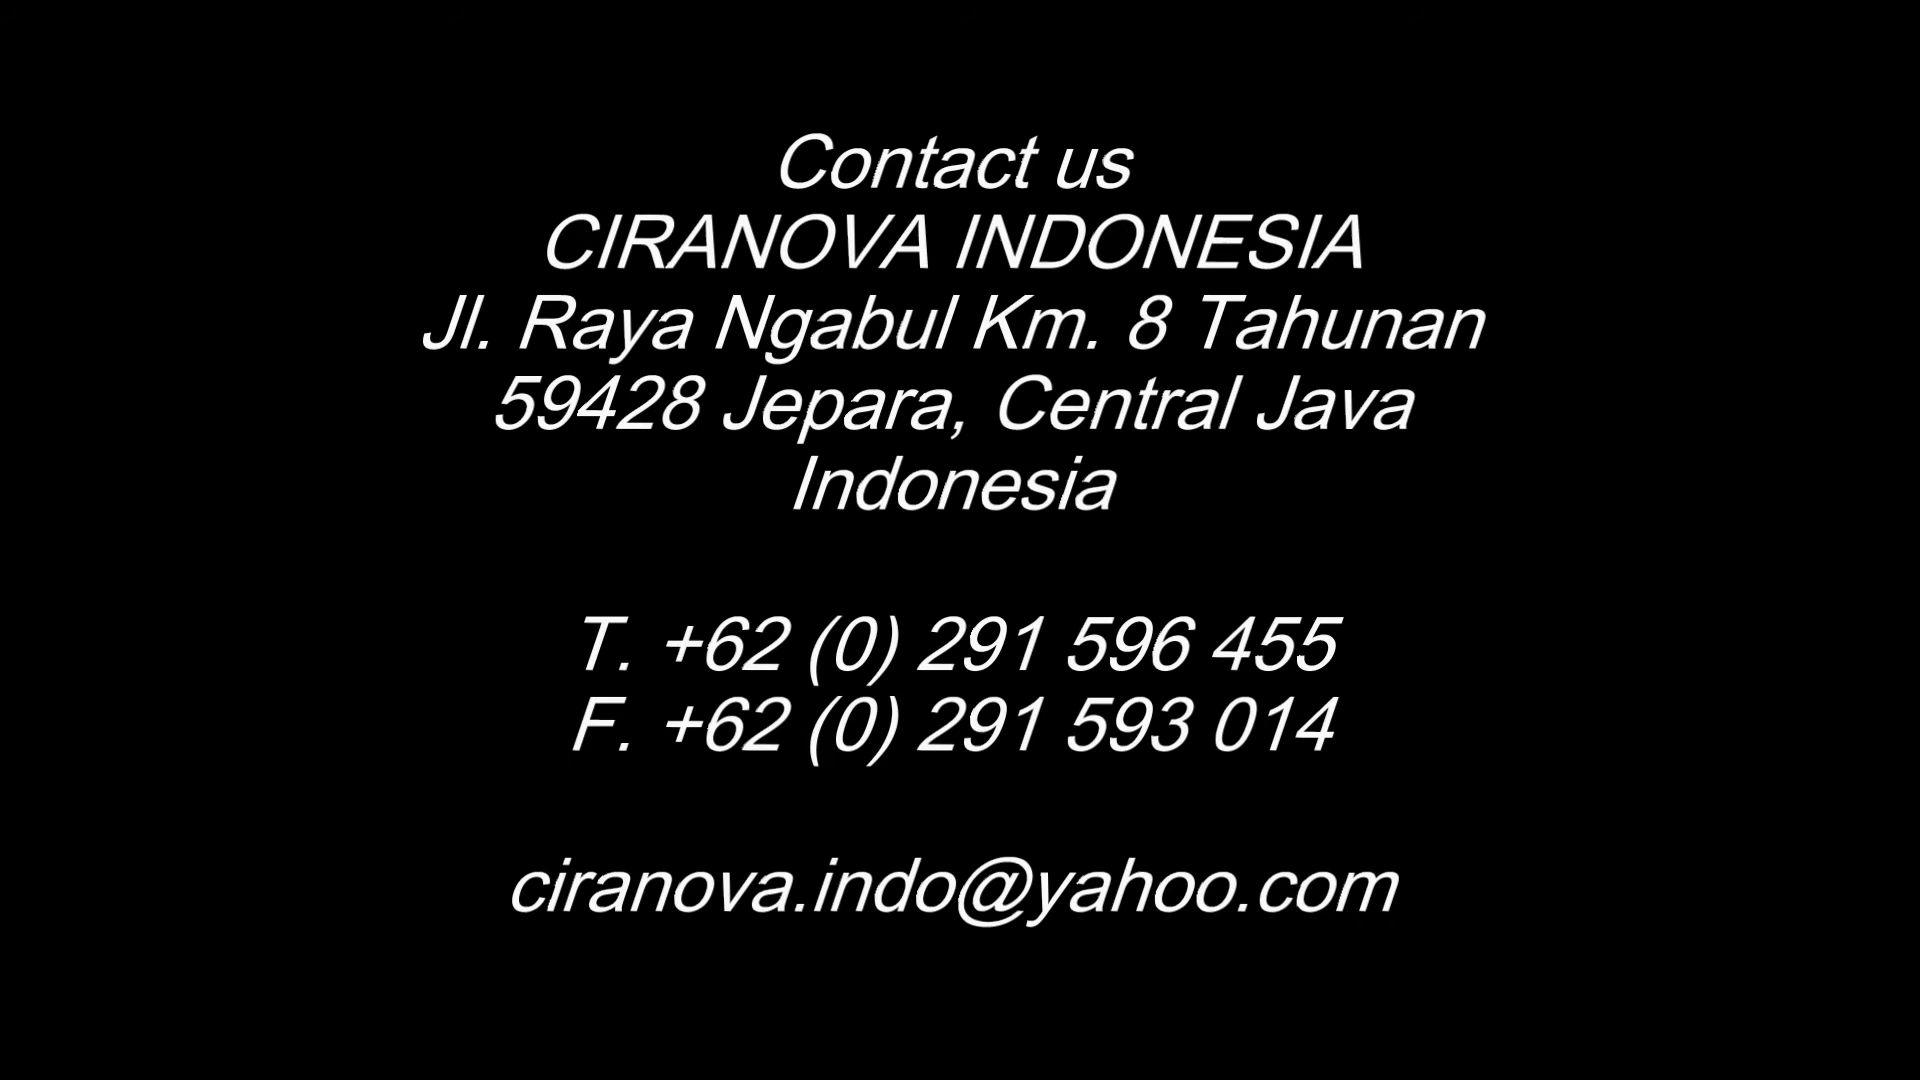 Contact us
CIRANOVA INDONESIA
Jl. Raya Ngabul Km. 8 Tahunan
59428 Jepara, Central Java
Indonesia
T. +62 (0) 291 596 455
F. +62 (0) 291 593 014
ciranova.indo@yahoo.com